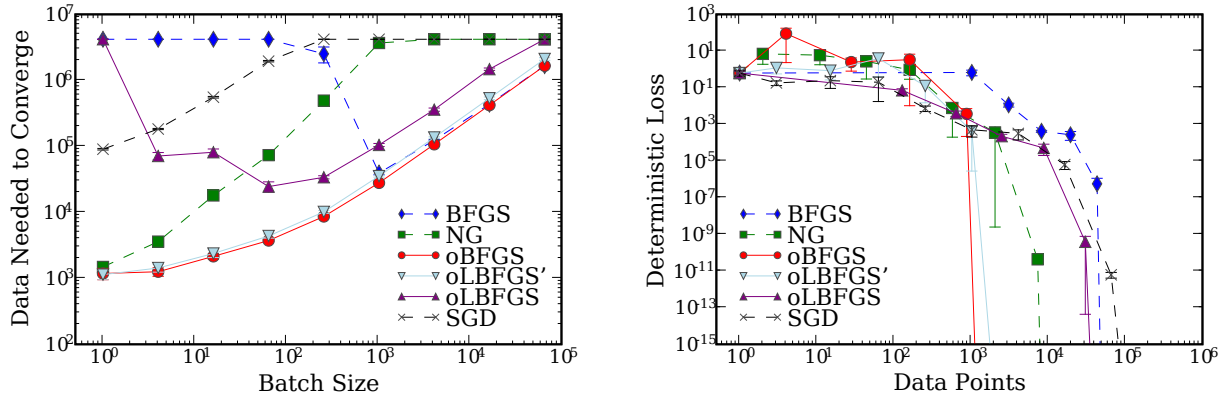 Data Needed to Converge
10^7
10^6
10^5
10^4
10^3
10^2
10^0 10^1 10^2 10^3 10^4 10^5
Batch Size
BFGS
NG
oBFGS
oLBFGS'
oLBFGS
SGD
Deterministic Loss
10^3
10^1
10^-1
10^-3
10^-5
10^-7
10^-9
10^-11
10^-13
10^-15
10^0 10^1 10^2 10^3 10^4 10^5 10^6
Data Points
BFGS
NG
oBFGS
oLBFGS'
oLBFGS
SGD